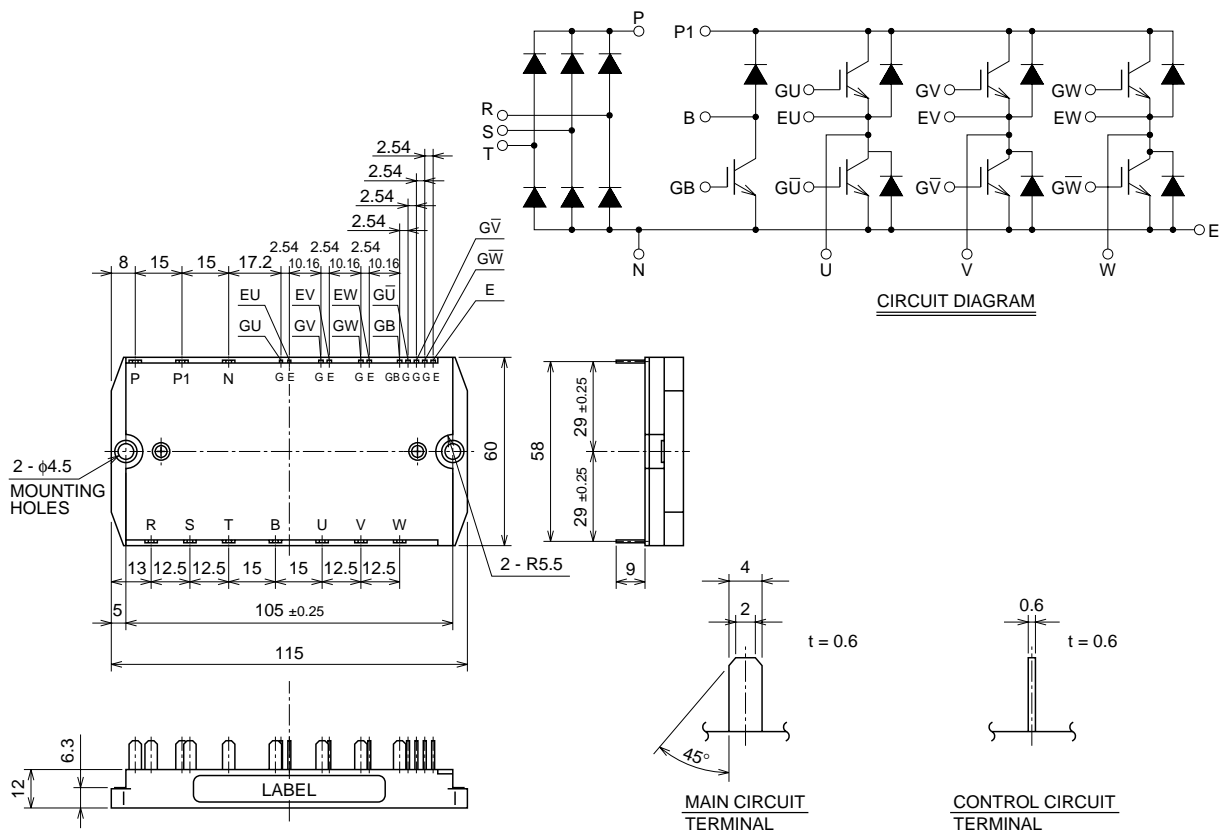 P
P1
R
S
T
GU
GV
GW
B
EU
EV
EW
GB
GU̅
GV̅
GW̅
E
N
U
V
W
CIRCUIT DIAGRAM
2.54
2.54
2.54
2.54
2.54 2.54 2.54
8 15 15 17.2 10.16 10.16 10.16
GV̅
GW̅
EU EV EW GU̅ E
GU GV GW GB
P P1 N G E G E G E GB G G G E
2 - φ4.5
MOUNTING
HOLES
60
R S T B U V W
2 - R5.5
13 12.5 12.5 15 15 12.5 12.5
5 105 ±0.25
115
58
29 ±0.25
29 ±0.25
9
6.3
12
LABEL
4
2
t = 0.6
45°
MAIN CIRCUIT
TERMINAL
0.6
t = 0.6
CONTROL CIRCUIT
TERMINAL